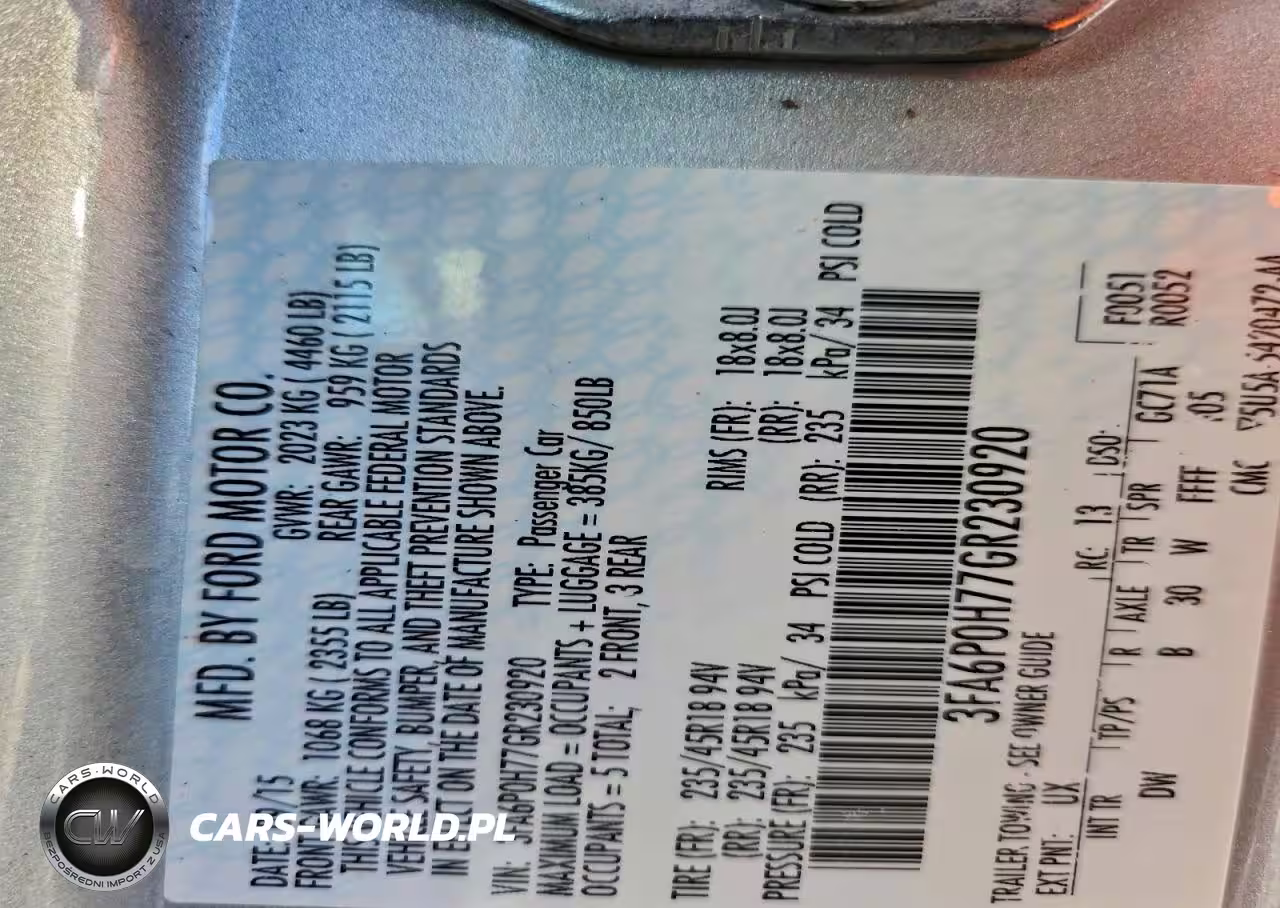 MFD. BY FORD MOTOR CO.
GVWR: 2023 KG ( 4460 LB)
FRONT GAWR: 1068 KG ( 2355 LB) REAR GAWR: 959 KG ( 2115 LB)
THIS VEHICLE CONFORMS TO ALL APPLICABLE FEDERAL MOTOR
VEHICLE SAFETY, BUMPER, AND THEFT PREVENTION STANDARDS
IN EFFECT ON THE DATE OF MANUFACTURE SHOWN ABOVE.
VIN: 3FA6P0H77GR230920 TYPE: Passenger Car
MAXIMUM LOAD = OCCUPANTS + LUGGAGE = 385KG/ 850LB
OCCUPANTS = 5 TOTAL; 2 FRONT, 3 REAR
TIRE (FR): 235/45R18 94V RIMS (FR): 18x8.0J
(RR): 235/45R18 94V (RR): 18x8.0J
PRESSURE (FR): 235 kPa/ 34 PSI COLD (RR): 235 kPa/ 34 PSI COLD
3FA6P0H77GR230920
TRAILER TOWING - SEE OWNER GUIDE
EXT PNT: UX RC: 13 DSO: F0051
R0052
INT TR TP/PS R AXLE TR SPR GC71A
DW B 30 W FFFF .05
CMC
CARS-WORLD
CW
BEZPOŚREDNI IMPORT Z USA
CARS-WORLD.PL